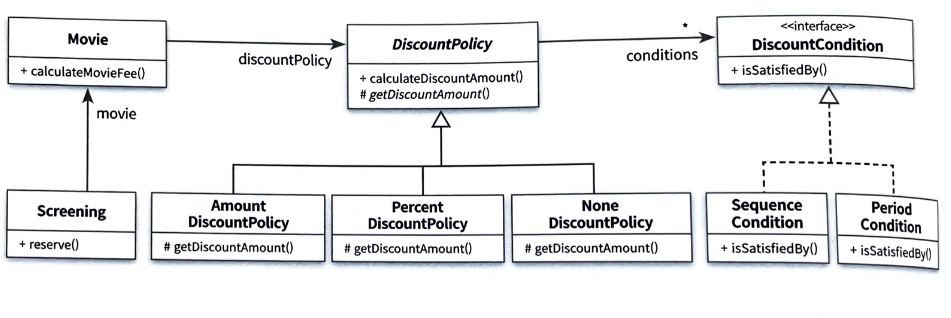 Movie
+ calculateMovieFee()
discountPolicy
DiscountPolicy
+ calculateDiscountAmount()
# getDiscountAmount()
*
conditions
<<interface>>
DiscountCondition
+ isSatisfiedBy()
movie
Screening
+ reserve()
Amount
DiscountPolicy
# getDiscountAmount()
Percent
DiscountPolicy
# getDiscountAmount()
None
DiscountPolicy
# getDiscountAmount()
Sequence
Condition
+ isSatisfiedBy()
Period
Condition
+ isSatisfiedBy()